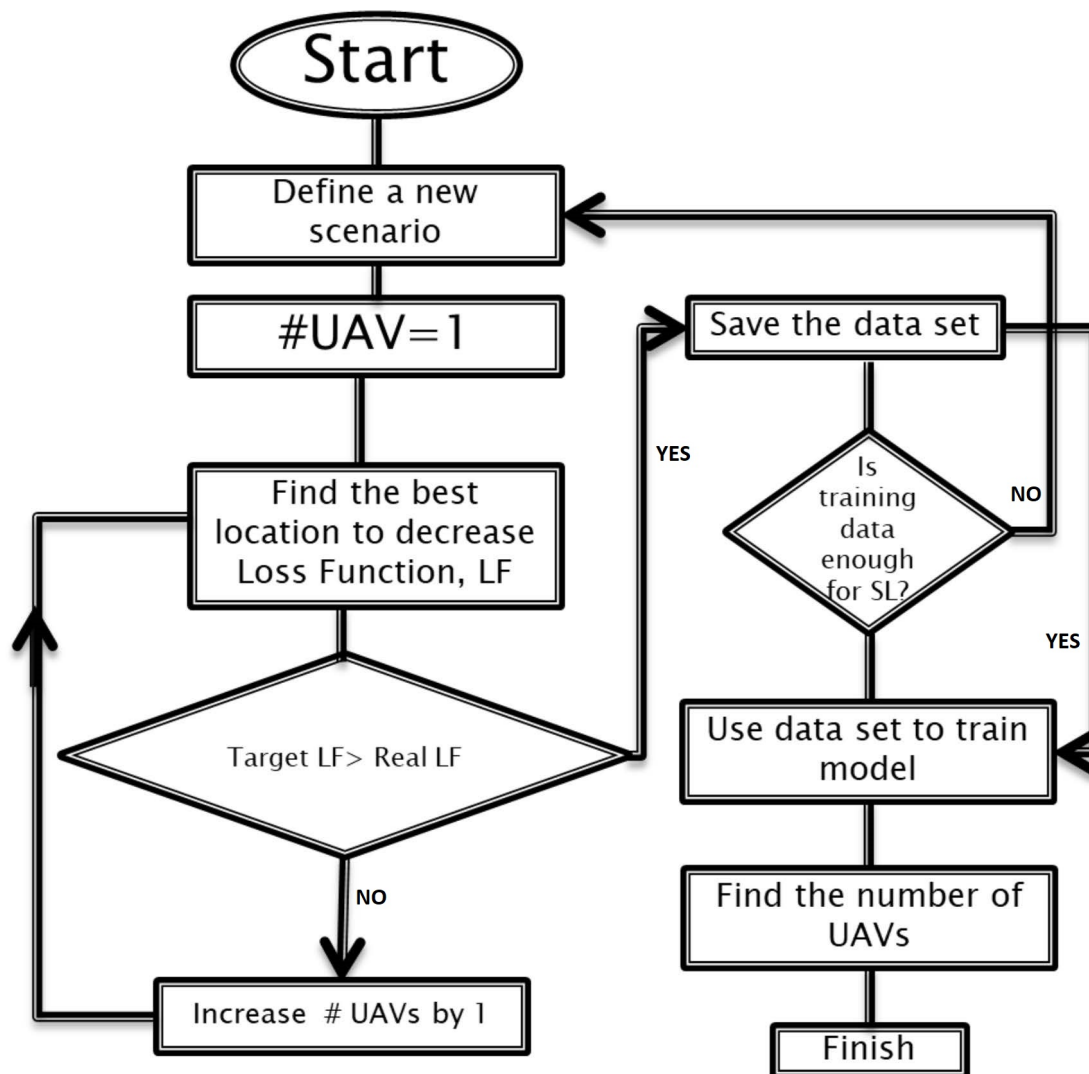 Start
Define a new
scenario
#UAV=1
Find the best
location to decrease
Loss Function, LF
Target LF> Real LF
NO
Increase # UAVs by 1
YES
Save the data set
Is
training
data
enough
for SL?
NO
YES
Use data set to train
model
Find the number of
UAVs
Finish